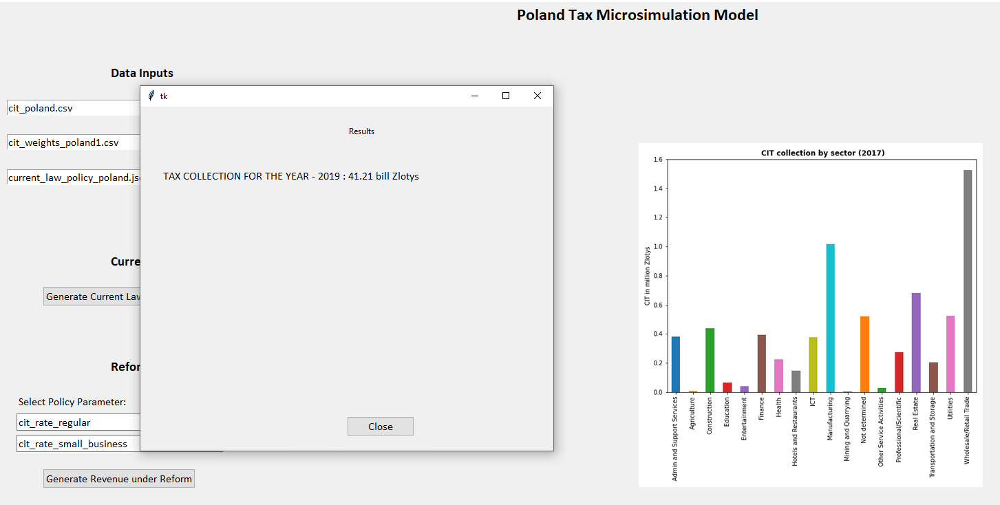 Poland Tax Microsimulation Model
Data Inputs
cit_poland.csv
cit_weights_poland1.csv
current_law_policy_poland.js
Curre
Generate Current Law
Refor
Select Policy Parameter:
cit_rate_regular
cit_rate_small_business
Generate Revenue under Reform
tk
Results
TAX COLLECTION FOR THE YEAR - 2019 : 41.21 bill Zlotys
Close
CIT collection by sector (2017)
CIT in million Zlotys
1.6
1.4
1.2
1.0
0.8
0.6
0.4
0.2
0.0
Admin and Support Services
Agriculture
Construction
Education
Entertainment
Finance
Health
Hotels and Restaurants
ICT
Manufacturing
Mining and Quarrying
Not determined
Other Service Activities
Professional/Scientific
Real Estate
Transportation and Storage
Utilities
Wholesale/Retail Trade